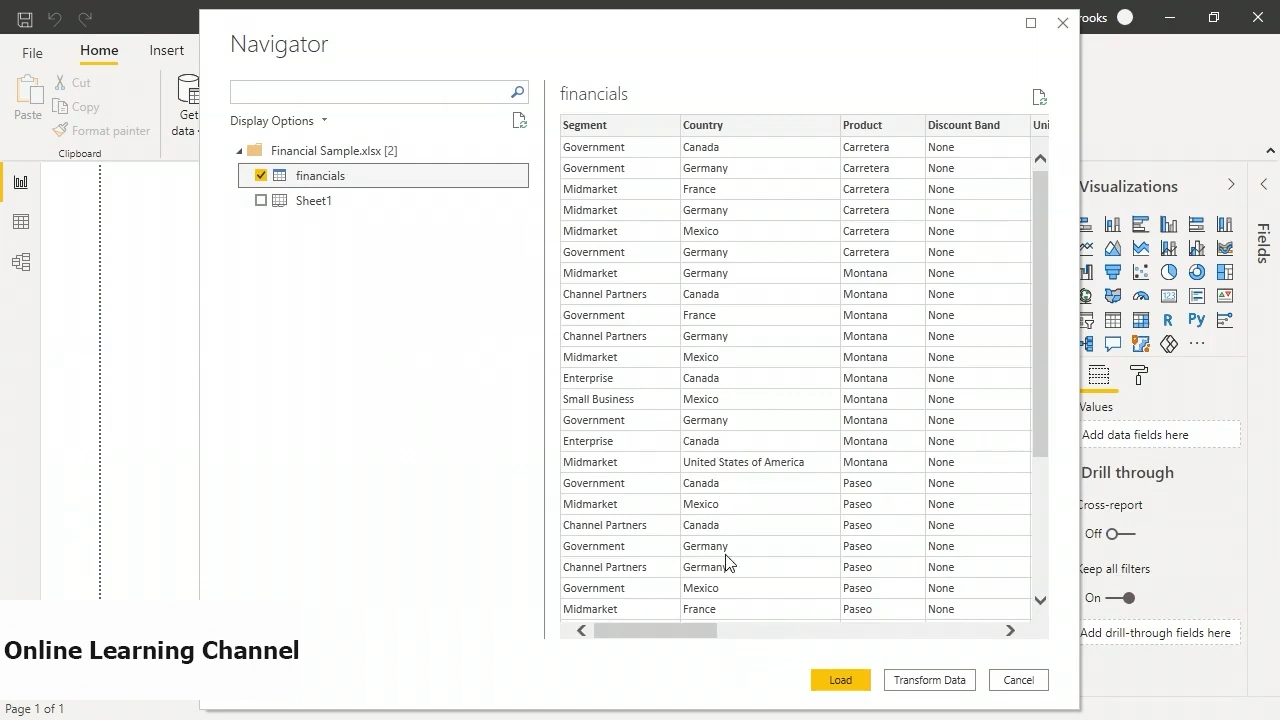 rooks
File
Home
Insert
Paste
Cut
Copy
Format painter
Clipboard
Get
data
Navigator
Display Options
Financial Sample.xlsx [2]
financials
Sheet1
financials
Segment Country Product Discount Band Uni
Government Canada Carretera None
Government Germany Carretera None
Midmarket France Carretera None
Midmarket Germany Carretera None
Midmarket Mexico Carretera None
Government Germany Carretera None
Midmarket Germany Montana None
Channel Partners Canada Montana None
Government France Montana None
Channel Partners Germany Montana None
Midmarket Mexico Montana None
Enterprise Canada Montana None
Small Business Mexico Montana None
Government Germany Montana None
Enterprise Canada Montana None
Midmarket United States of America Montana None
Government Canada Paseo None
Midmarket Mexico Paseo None
Channel Partners Canada Paseo None
Government Germany Paseo None
Channel Partners Germany Paseo None
Government Mexico Paseo None
Midmarket France Paseo None
Load
Transform Data
Cancel
Visualizations
Fields
123
R
Py
Values
Add data fields here
Drill through
Cross-report
Off
Keep all filters
On
Add drill-through fields here
Online Learning Channel
Page 1 of 1